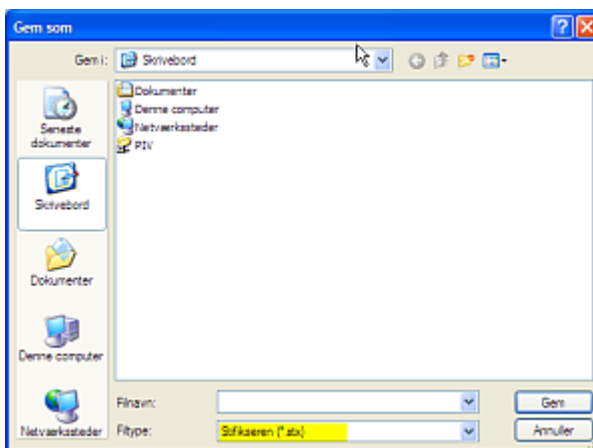 Gem som
Gem i:
Skrivebord
Dokumenter
Denne computer
Netværkssteder
PIV
Seneste
dokumenter
Skrivebord
Dokumenter
Denne computer
Netværkssteder
Filnavn:
Gem
Filtype:
Stifikseren (*.stx)
Annuller